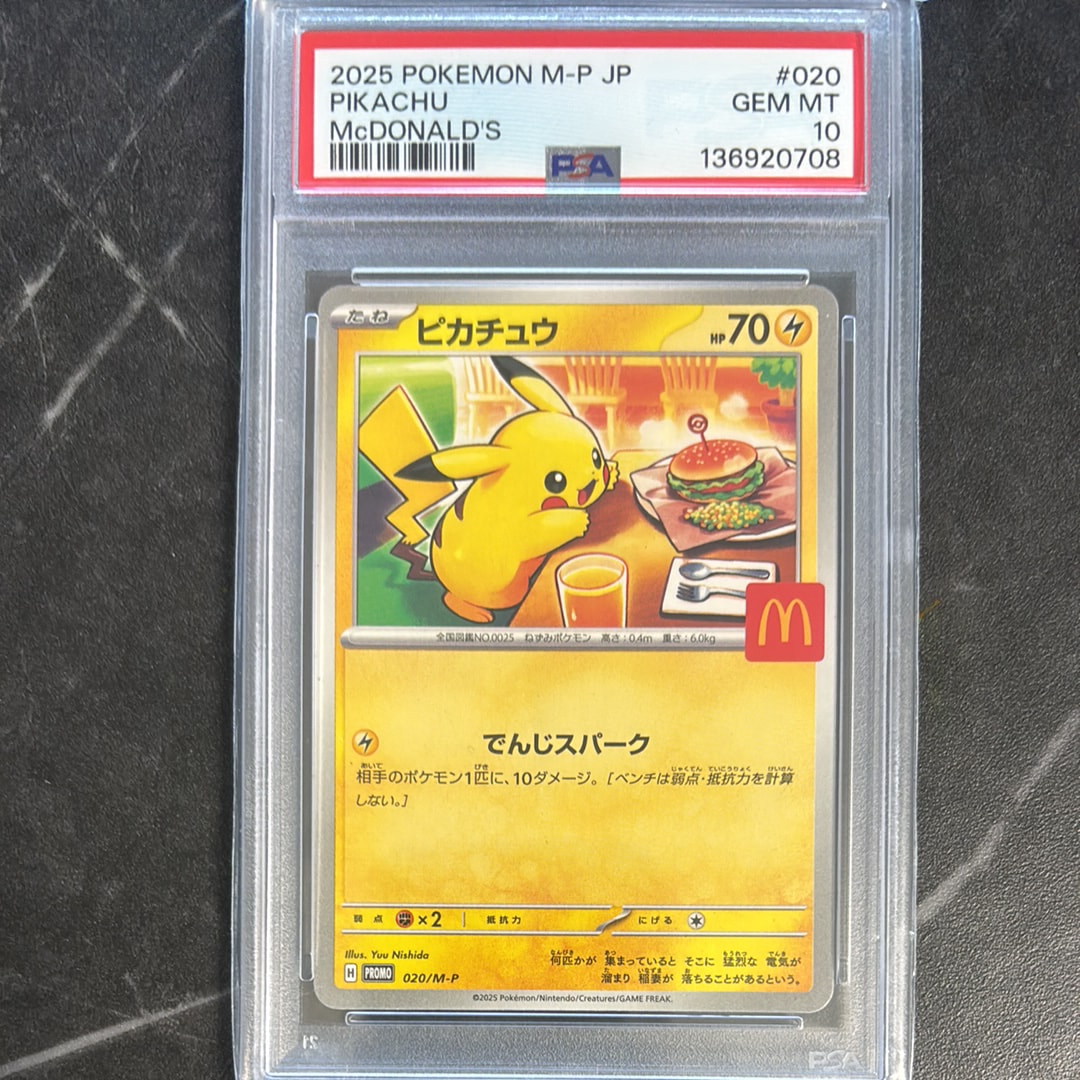 2025 POKEMON M-P JP
#020
PIKACHU
GEM MT
McDONALD'S
10
PSA
136920708
たね
ピカチュウ
HP70
全国図鑑NO.0025 ねずみポケモン 高さ:0.4m 重さ:6.0kg
でんじスパーク
相手のポケモン1匹に、10ダメージ。[ベンチは弱点・抵抗力を計算
しない。]
弱点 ×2 抵抗力 にげる
Illus. Yuu Nishida
何匹かが 集まっていると そこに 猛烈な 電気が
溜まり 稲妻が 落ちることがあるという。
H PROMO 020/M-P
©2025 Pokémon/Nintendo/Creatures/GAME FREAK.
PSA